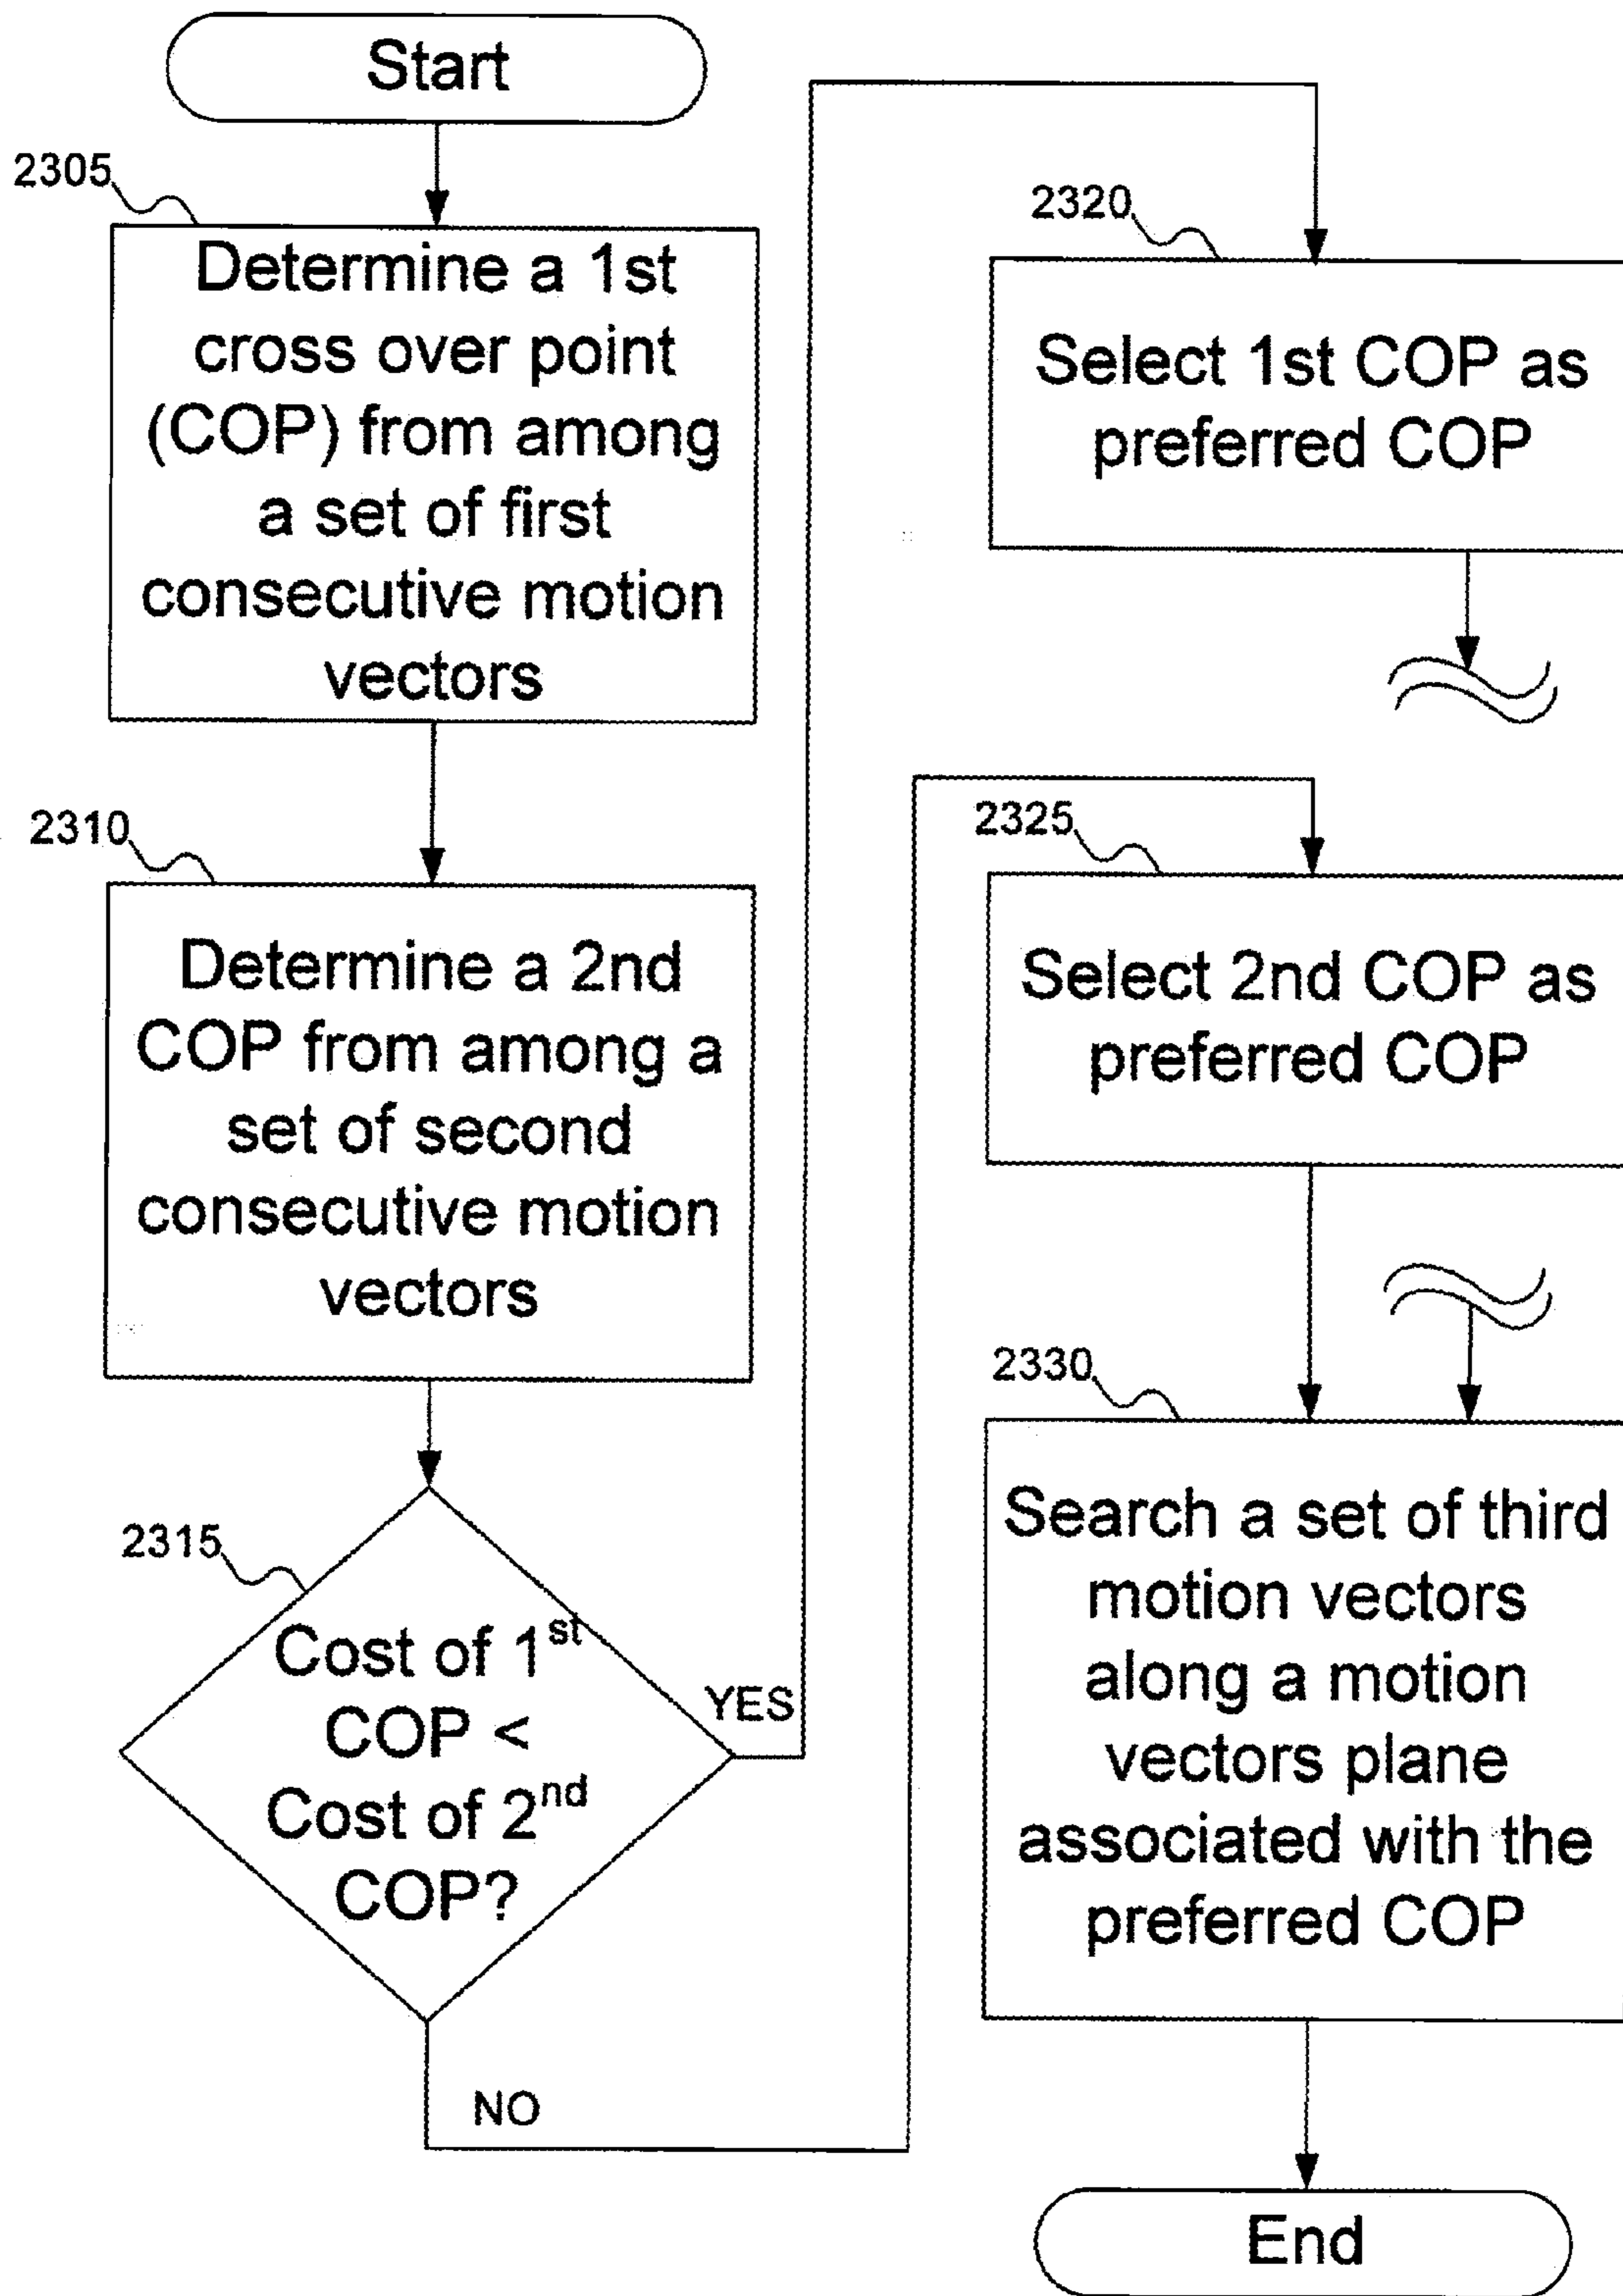 Start
2305
Determine a 1st
cross over point
(COP) from among
a set of first
consecutive motion
vectors
2310
Determine a 2nd
COP from among a
set of second
consecutive motion
vectors
2315
Cost of 1st
COP <
Cost of 2nd
COP?
YES
NO
2320
Select 1st COP as
preferred COP
2325
Select 2nd COP as
preferred COP
2330
Search a set of third
motion vectors
along a motion
vectors plane
associated with the
preferred COP
End